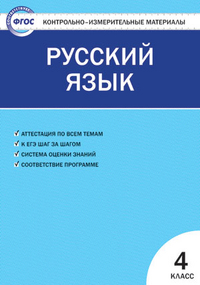 ФГОС
КОНТРОЛЬНО-ИЗМЕРИТЕЛЬНЫЕ МАТЕРИАЛЫ
РУССКИЙ
ЯЗЫК
АТТЕСТАЦИЯ ПО ВСЕМ ТЕМАМ
К ЕГЭ ШАГ ЗА ШАГОМ
СИСТЕМА ОЦЕНКИ ЗНАНИЙ
СООТВЕТСТВИЕ ПРОГРАММЕ
4
КЛАСС